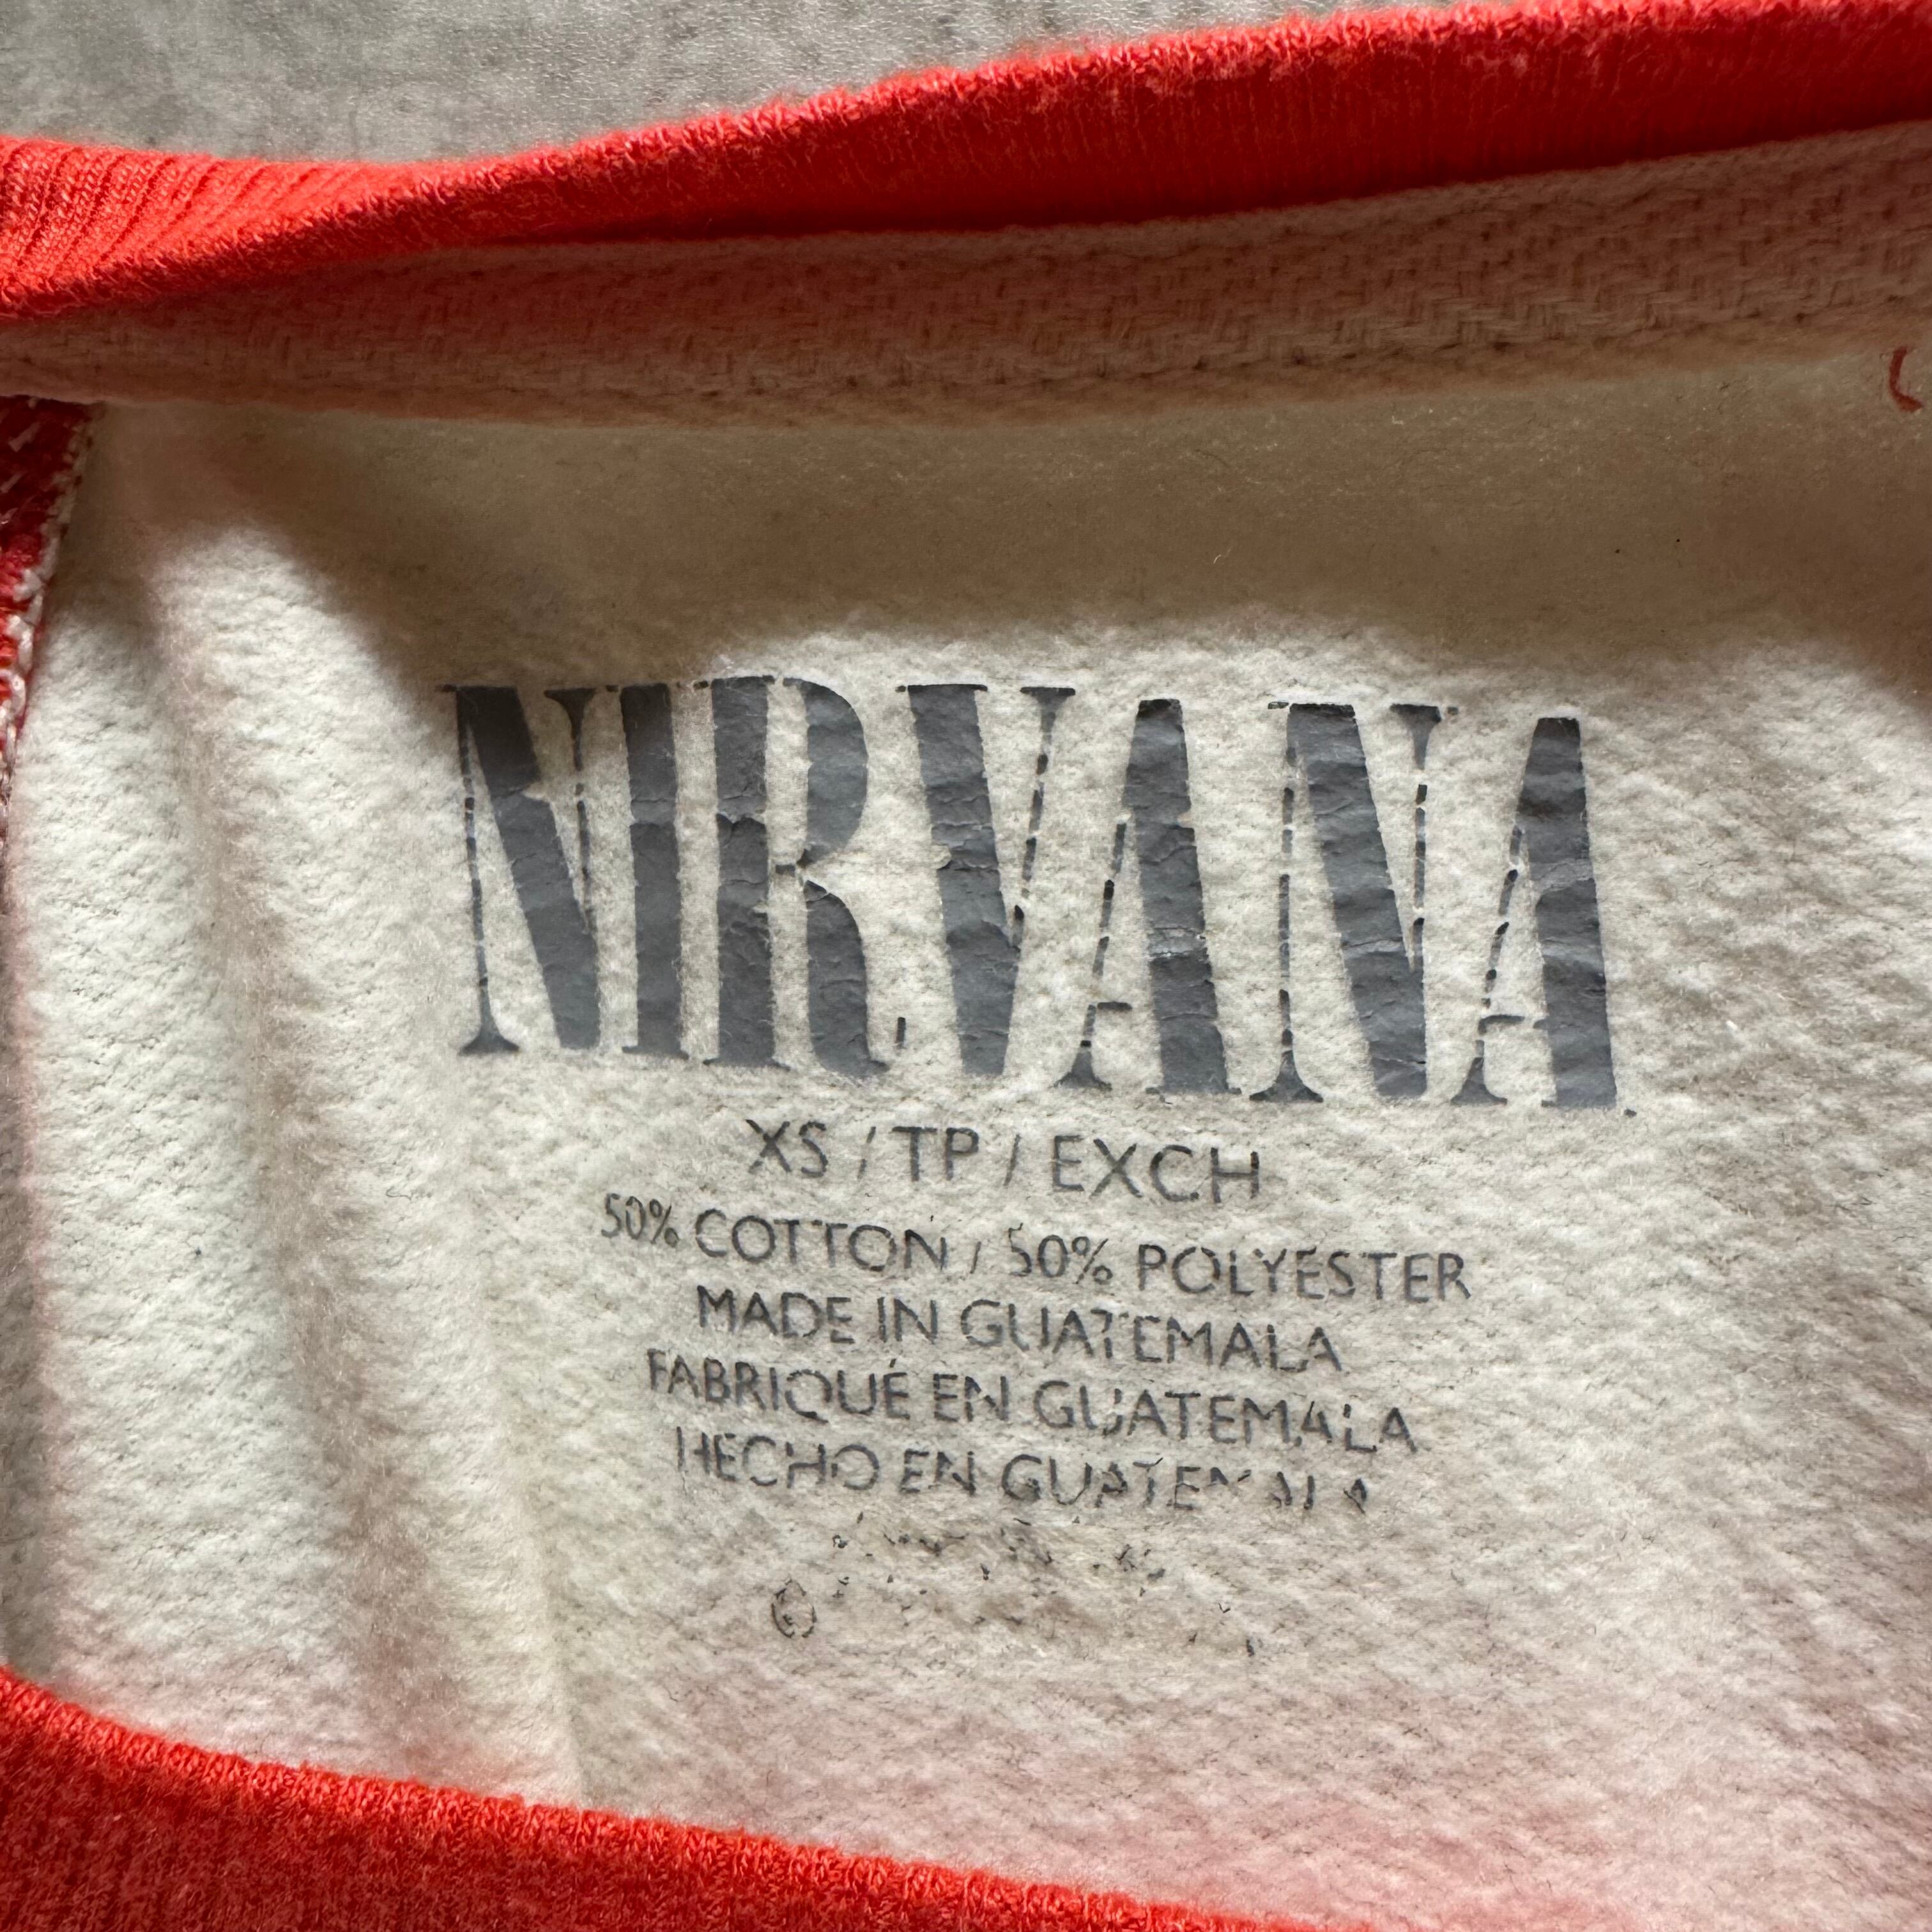 NIRVANA
XS / TP / EXCH
50% COTTON / 50% POLYESTER
MADE IN GUATEMALA
FABRIQUÉ EN GUATEMALA
HECHO EN GUATEMALA
©